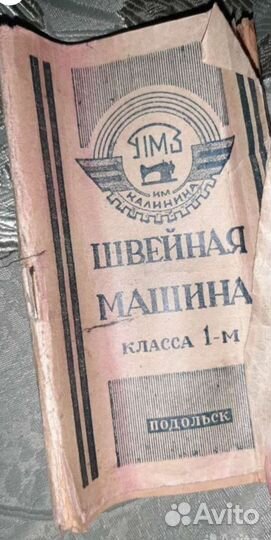 ПМЗ
ИМ
КАЛИНИНА
ШВЕЙНАЯ
МАШИНА
КЛАССА 1-М
ПОДОЛЬСК
Avito